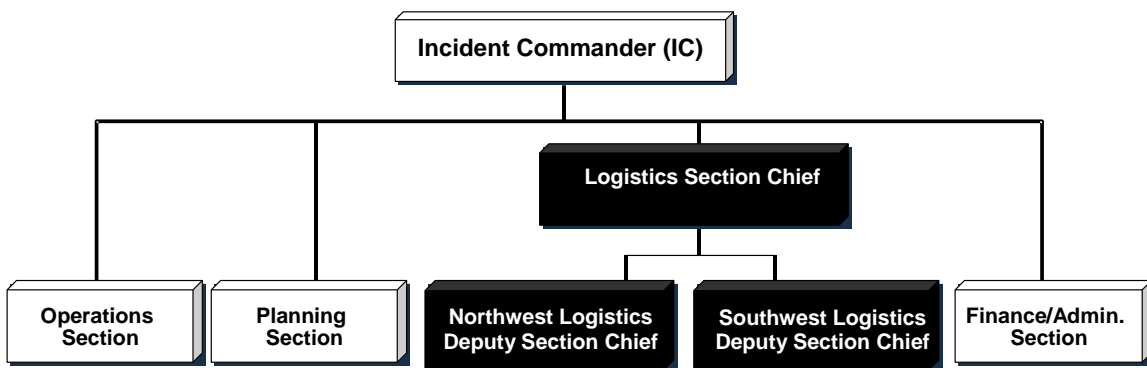 Incident Commander (IC)
Logistics Section Chief
Operations
Section
Planning
Section
Northwest Logistics
Deputy Section Chief
Southwest Logistics
Deputy Section Chief
Finance/Admin.
Section